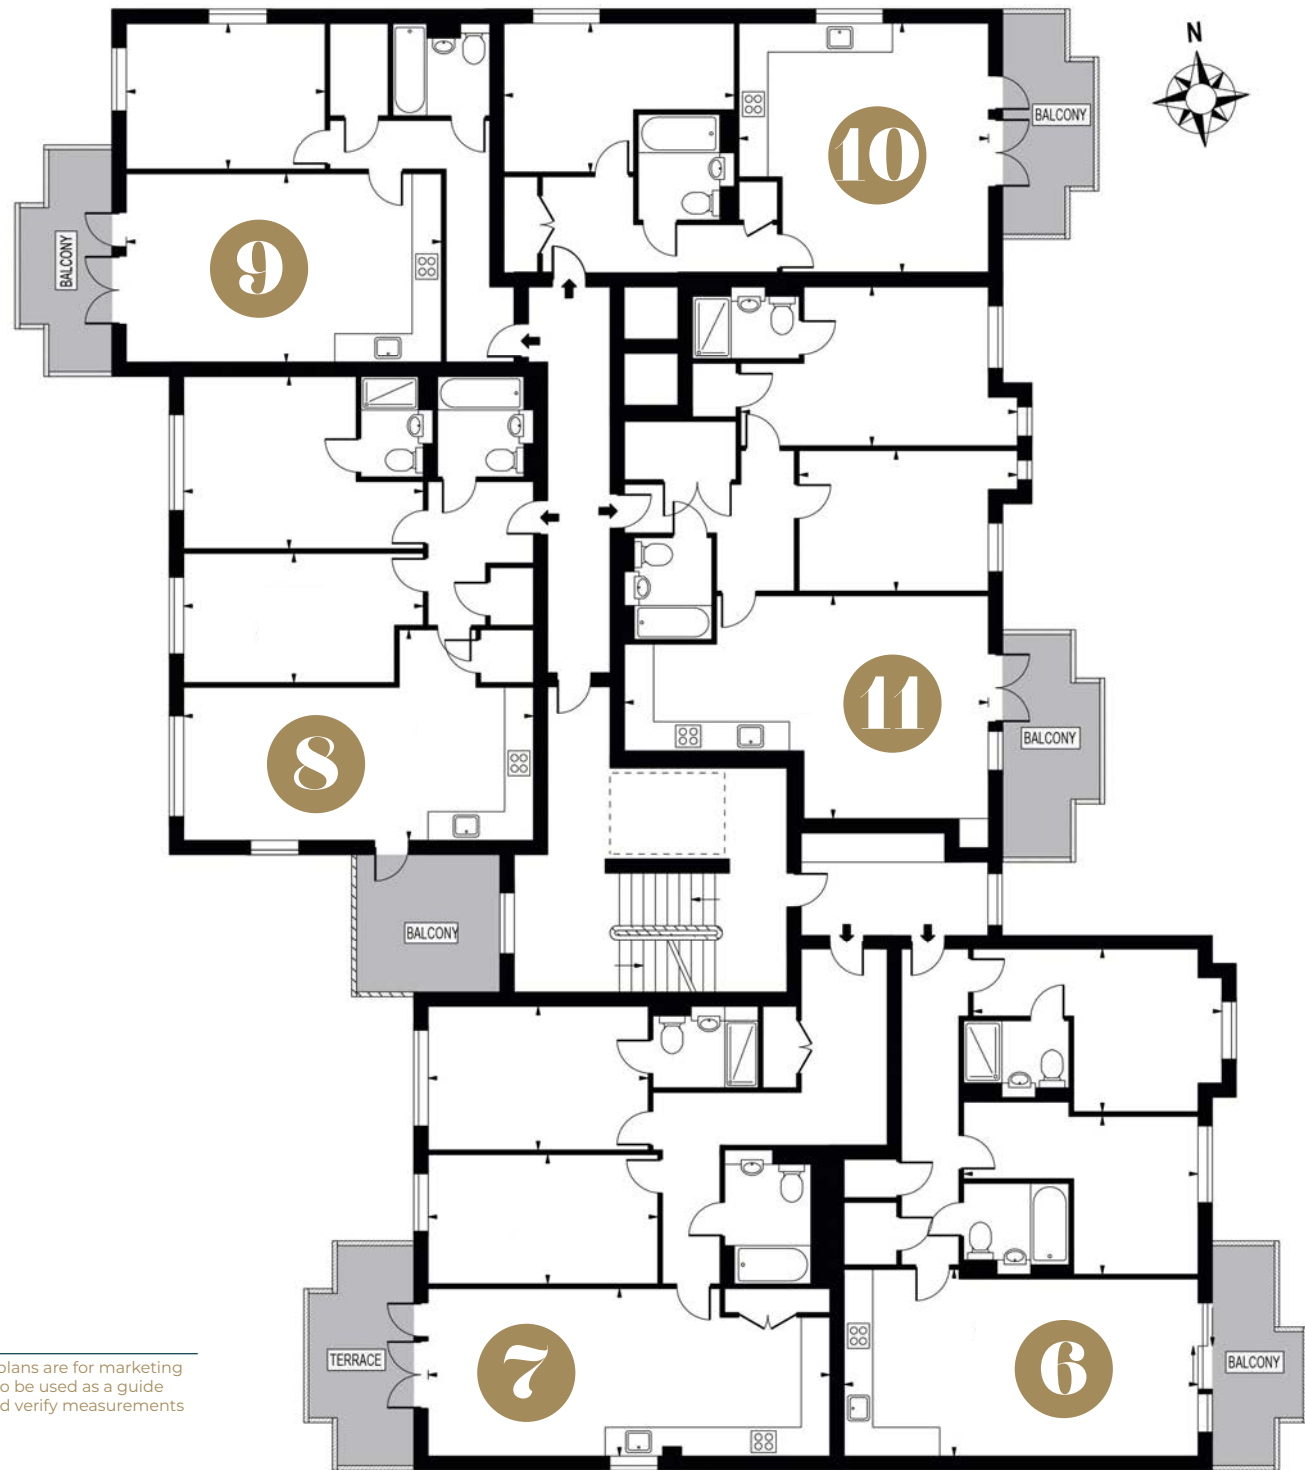 N
10
BALCONY
9
BALCONY
11
BALCONY
8
BALCONY
7
TERRACE
6
BALCONY
plans are for marketing
o be used as a guide
d verify measurements